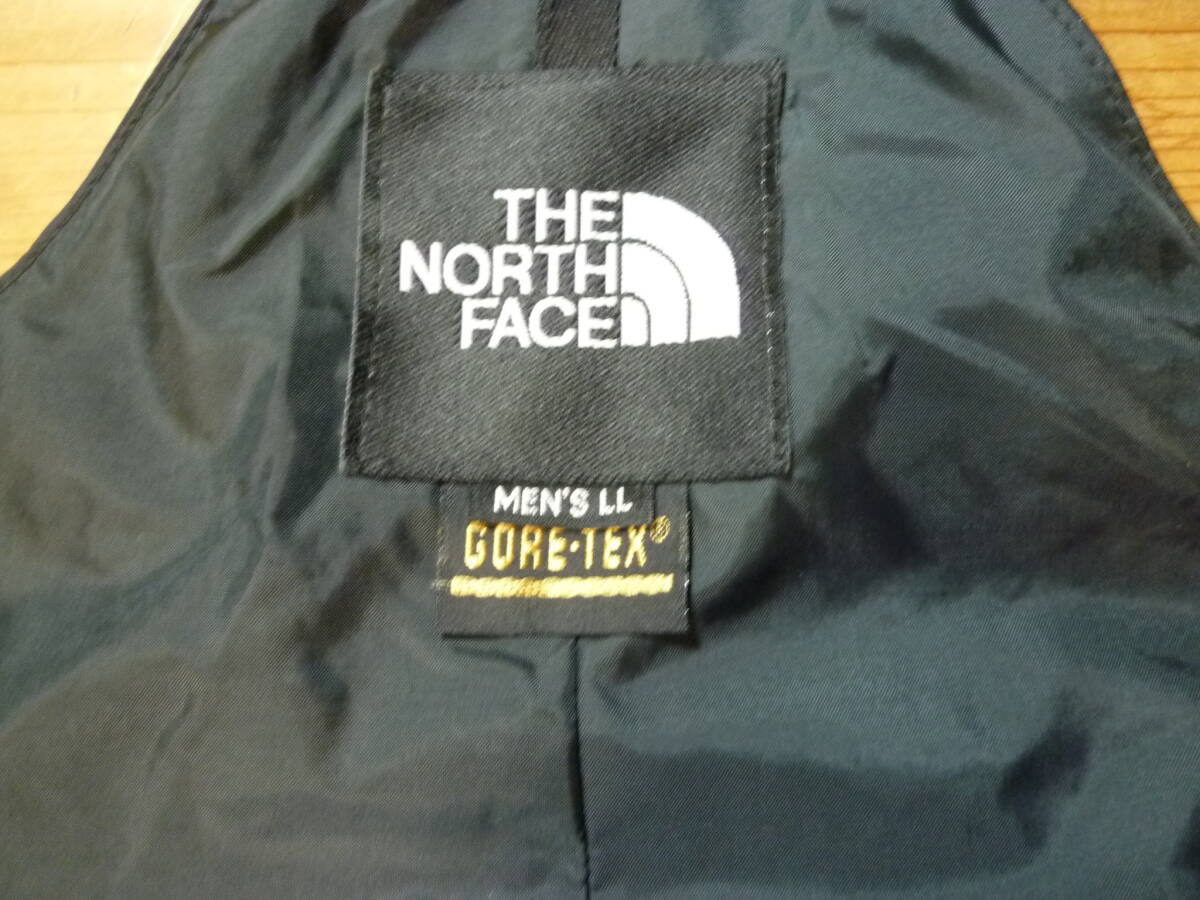 THE
NORTH
FACE
MEN'S LL
GORE-TEX®